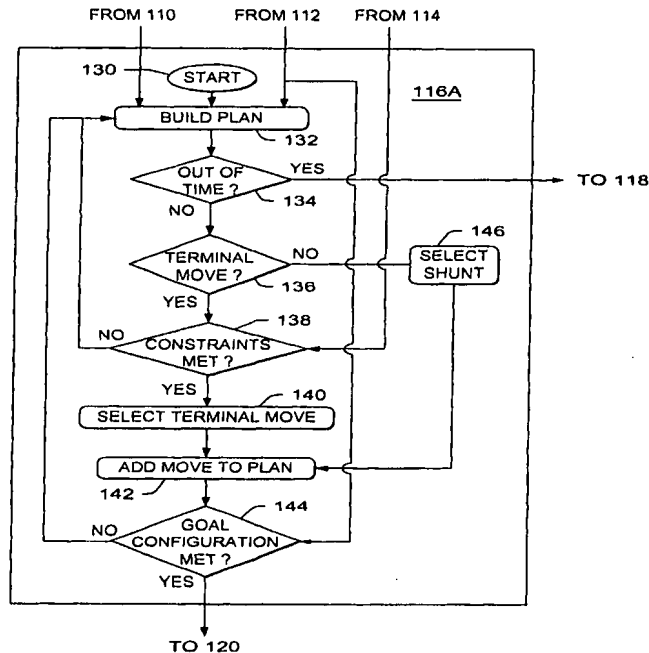 FROM 110
FROM 112
FROM 114
130
START
116A
BUILD PLAN
132
OUT OF
TIME ?
YES
134
TO 118
NO
146
TERMINAL
MOVE ?
NO
SELECT
SHUNT
136
YES
138
NO
CONSTRAINTS
MET ?
YES
140
SELECT TERMINAL MOVE
ADD MOVE TO PLAN
142
144
NO
GOAL
CONFIGURATION
MET ?
YES
TO 120